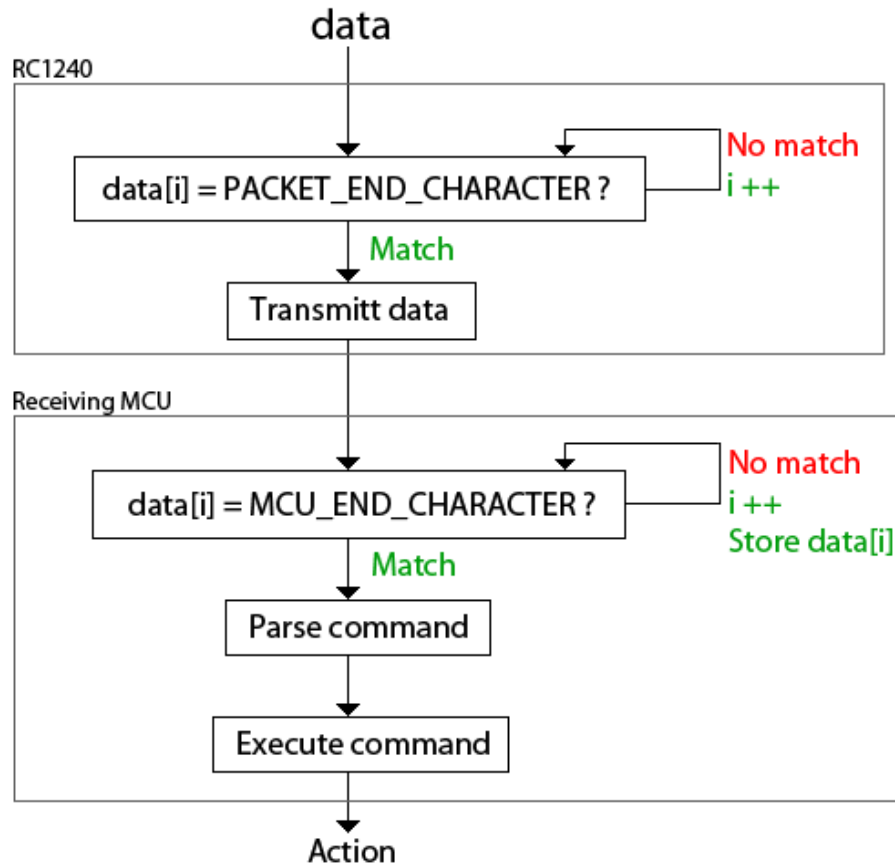 data
RC1240
No match
data[i] = PACKET_END_CHARACTER ?
i ++
Match
Transmitt data
Receiving MCU
No match
data[i] = MCU_END_CHARACTER ?
i ++
Store data[i]
Match
Parse command
Execute command
Action